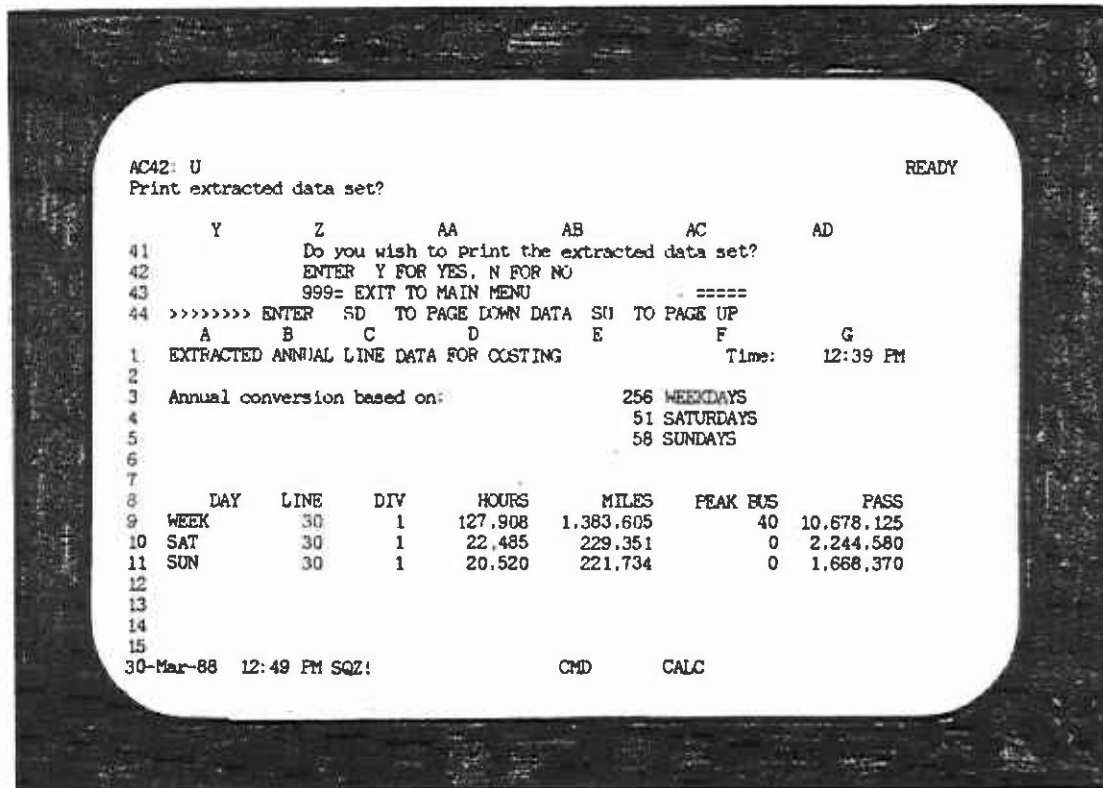 AC42: U READY
Print extracted data set?
Y Z AA AB AC AD
41 Do you wish to print the extracted data set?
42 ENTER Y FOR YES, N FOR NO
43 999= EXIT TO MAIN MENU =====
44 >>>>>>>> ENTER SD TO PAGE DOWN DATA SU TO PAGE UP
A B C D E F G
1 EXTRACTED ANNUAL LINE DATA FOR COSTING Time: 12:39 PM
2
3 Annual conversion based on: 256 WEEKDAYS
4 51 SATURDAYS
5 58 SUNDAYS
6
7
8 DAY LINE DIV HOURS MILES PEAK BUS PASS
9 WEEK 30 1 127,908 1,383,605 40 10,678,125
10 SAT 30 1 22,485 229,351 0 2,244,580
11 SUN 30 1 20,520 221,734 0 1,668,370
12
13
14
15
30-Mar-88 12:49 PM SQZ! CMD CALC